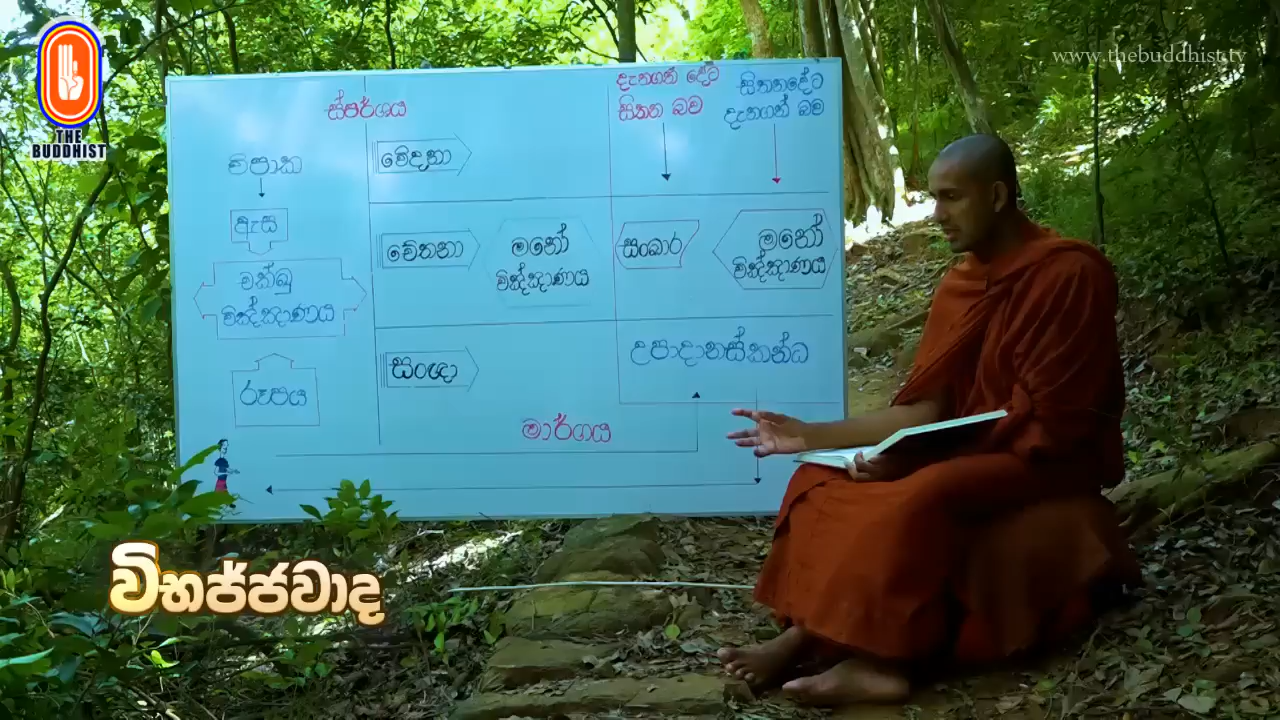 THE
BUDDHIST
www.thebuddhist.tv
ස්පර්ශය
දැනගත් දේට
සිතන බව
සිතනදේට
දැනගත් බව
විපාක
ඇස
චක්ඛු
වික්ද්‍යාණය
රූපය
වේදනා
චේතනා
මනෝ
වික්ද්‍යාණය
සංඛාර
මනෝ
වික්ද්‍යාණය
සංඥා
උපාදානස්කන්ධ
මාර්ගය
විභජ්ජවාද